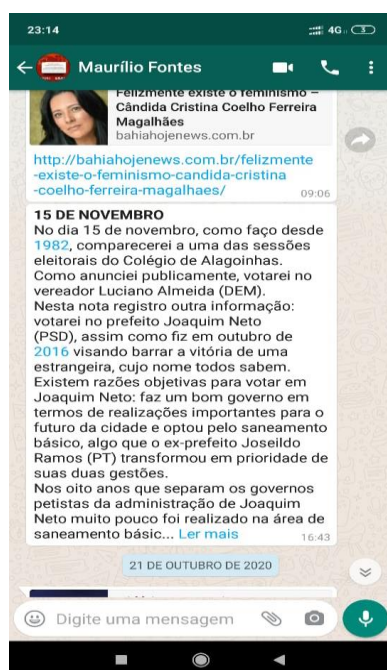 23:14
4G
Maurílio Fontes
Felizmente existe o feminismo –
Cândida Cristina Coelho Ferreira
Magalhães
bahiahojenews.com.br
http://bahiahojenews.com.br/felizmente
-existe-o-feminismo-candida-cristina
-coelho-ferreira-magalhaes/
09:06
15 DE NOVEMBRO
No dia 15 de novembro, como faço desde
1982, comparecerei a uma das sessões
eleitorais do Colégio de Alagoinhas.
Como anunciei publicamente, votarei no
vereador Luciano Almeida (DEM).
Nesta nota registro outra informação:
votarei no prefeito Joaquim Neto
(PSD), assim como fiz em outubro de
2016 visando barrar a vitória de uma
estrangeira, cujo nome todos sabem.
Existem razões objetivas para votar em
Joaquim Neto: faz um bom governo em
termos de realizações importantes para o
futuro da cidade e optou pelo saneamento
básico, algo que o ex-prefeito Joseildo
Ramos (PT) transformou em prioridade de
suas duas gestões.
Nos oito anos que separam os governos
petistas da administração de Joaquim
Neto muito pouco foi realizado na área de
saneamento básic... Ler mais
16:43
21 DE OUTUBRO DE 2020
Digite uma mensagem